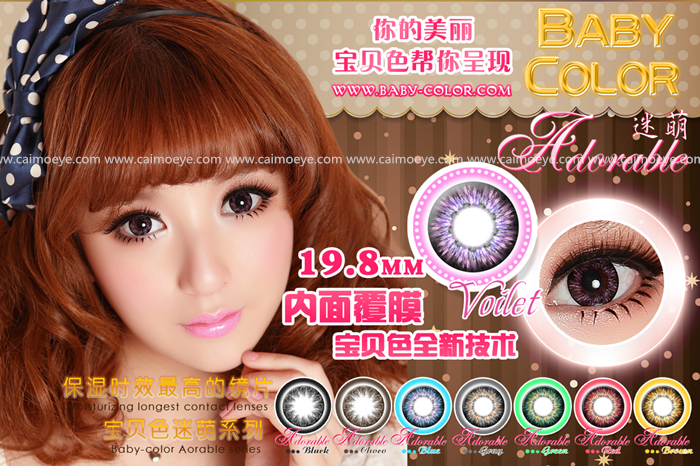 你的美丽
宝贝色帮你呈现
WWW.BABY-COLOR.COM
BABY
COLOR
迷萌
Adorable
www.caimoeye.com www.caimoeye.com www.caimoeye.com www.caimoeye.com www.caimoeye.com www.caimoeye.com
19.8MM
Voilet
内面覆膜
宝贝色全新技术
保湿时效最高的镜片
Moisturizing longest contact lenses
宝贝色迷萌系列
Baby-color Aorable series
Adorable Adorable Adorable Adorable Adorable Adorable Adorable
Black Choco Blue Gray Green Red Brown